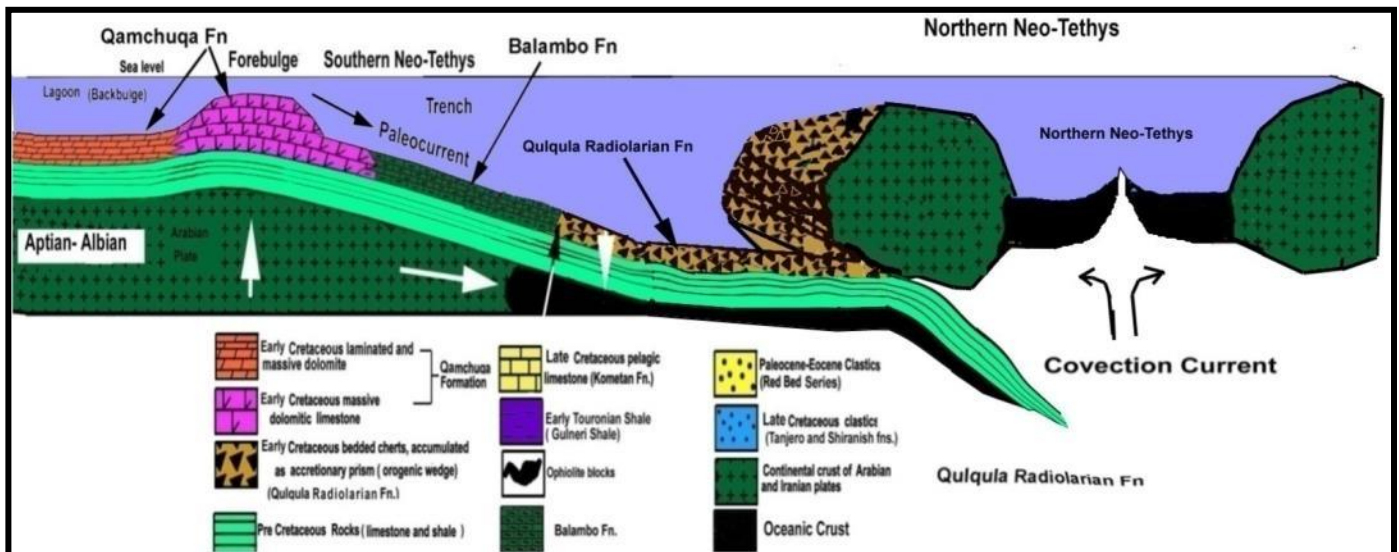 Northern Neo-Tethys
Qamchuqa Fn
Sea level
Forebulge
Southern Neo-Tethys
Balambo Fn
Lagoon (Backbulge)
Trench
Paleocurrent
Qulqula Radiolarian Fn
Northern Neo-Tethys
Aptian- Albian
Arabian
Plate
Covection Current
Qulqula Radiolarian Fn
Early Cretaceous laminated and
massive dolomite
Early Cretaceous massive
dolomitic limestone
Qamchuqa
Formation
Early Cretaceous bedded cherts, accumulated
as accretionary prism ( orogenic wedge)
(Qulqula Radiolarian Fn.)
Pre Cretaceous Rocks ( limestone and shale )
Late Cretaceous pelagic
limestone (Kometan Fn.)
Early Touronian Shale
( Gulneri Shale)
Ophiolite blocks
Balambo Fn.
Paleocene-Eocene Clastics
(Red Bed Series)
Late Cretaceous clastics
(Tanjero and Shiranish fns.)
Continental crust of Arabian
and Iranian plates
Oceanic Crust